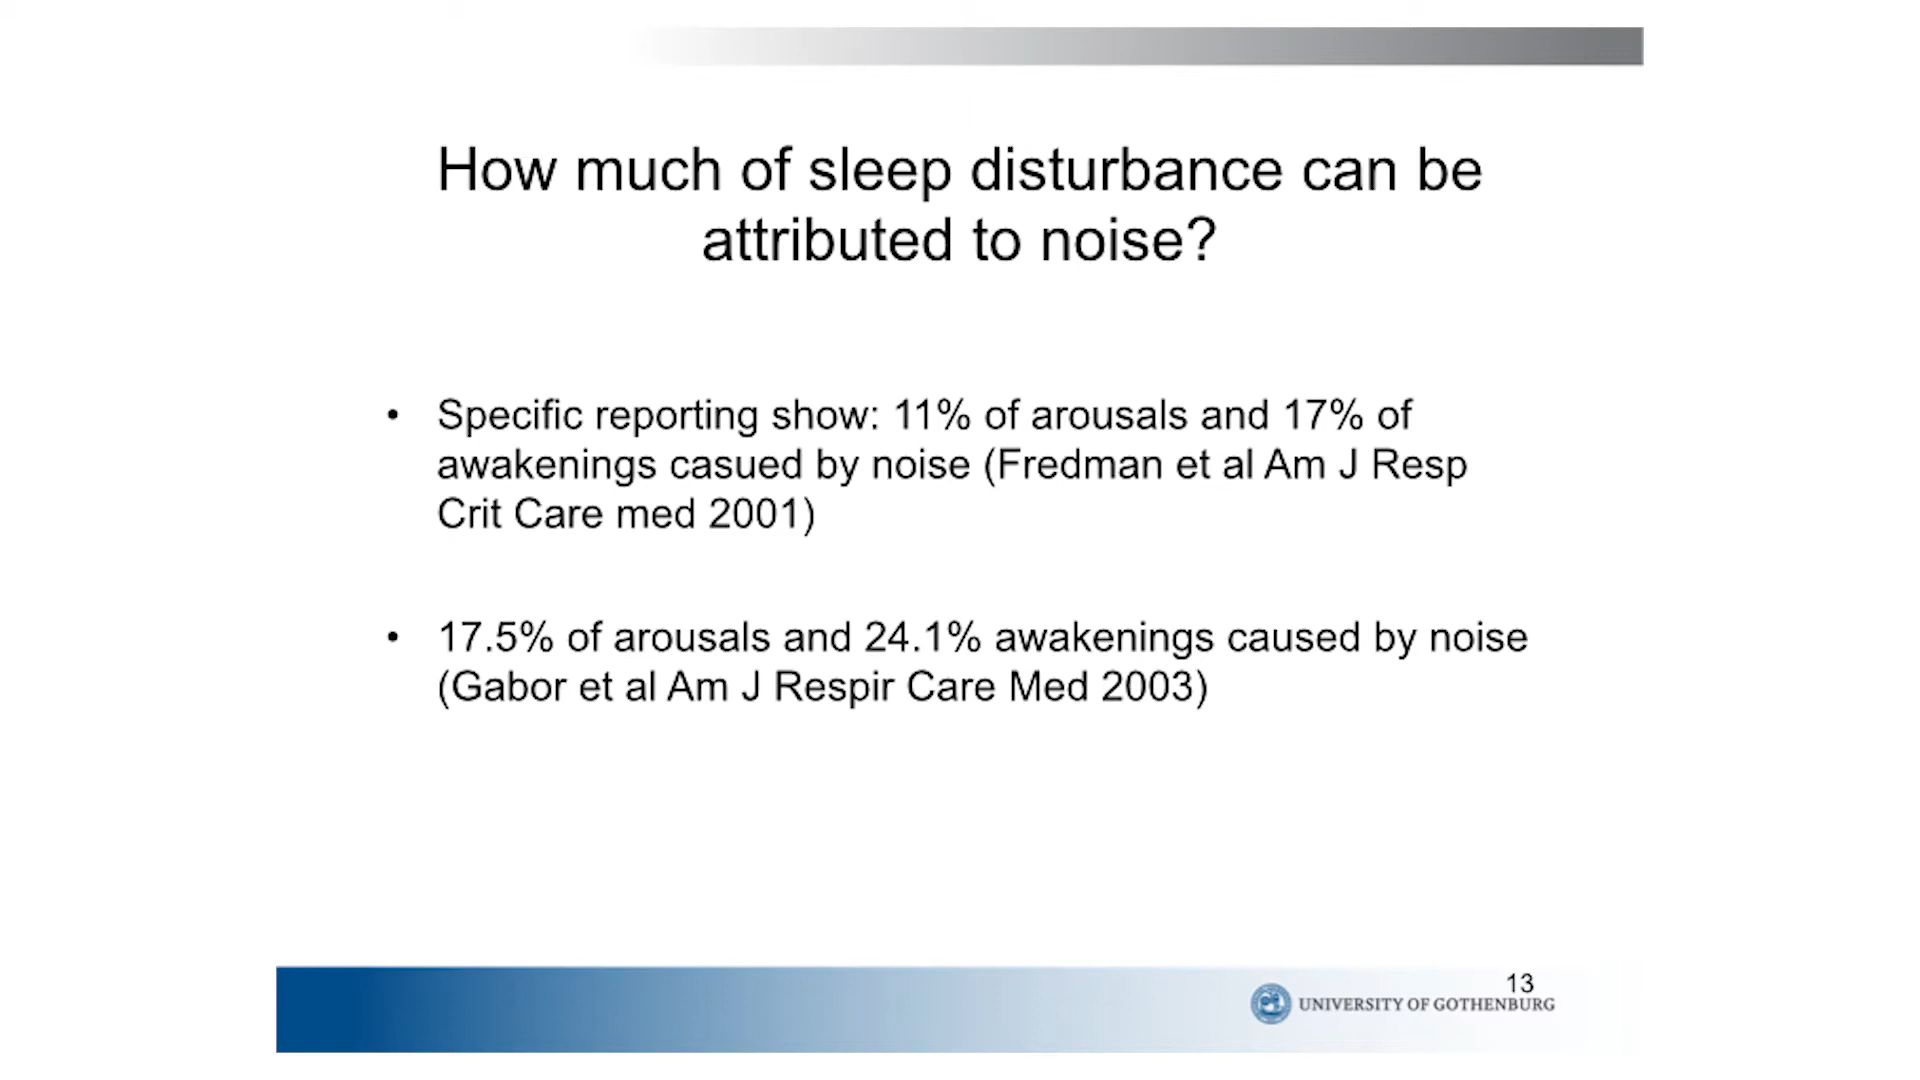 How much of sleep disturbance can be
attributed to noise?
• Specific reporting show: 11% of arousals and 17% of
awakenings casued by noise (Fredman et al Am J Resp
Crit Care med 2001)
• 17.5% of arousals and 24.1% awakenings caused by noise
(Gabor et al Am J Respir Care Med 2003)
13
UNIVERSITY OF GOTHENBURG